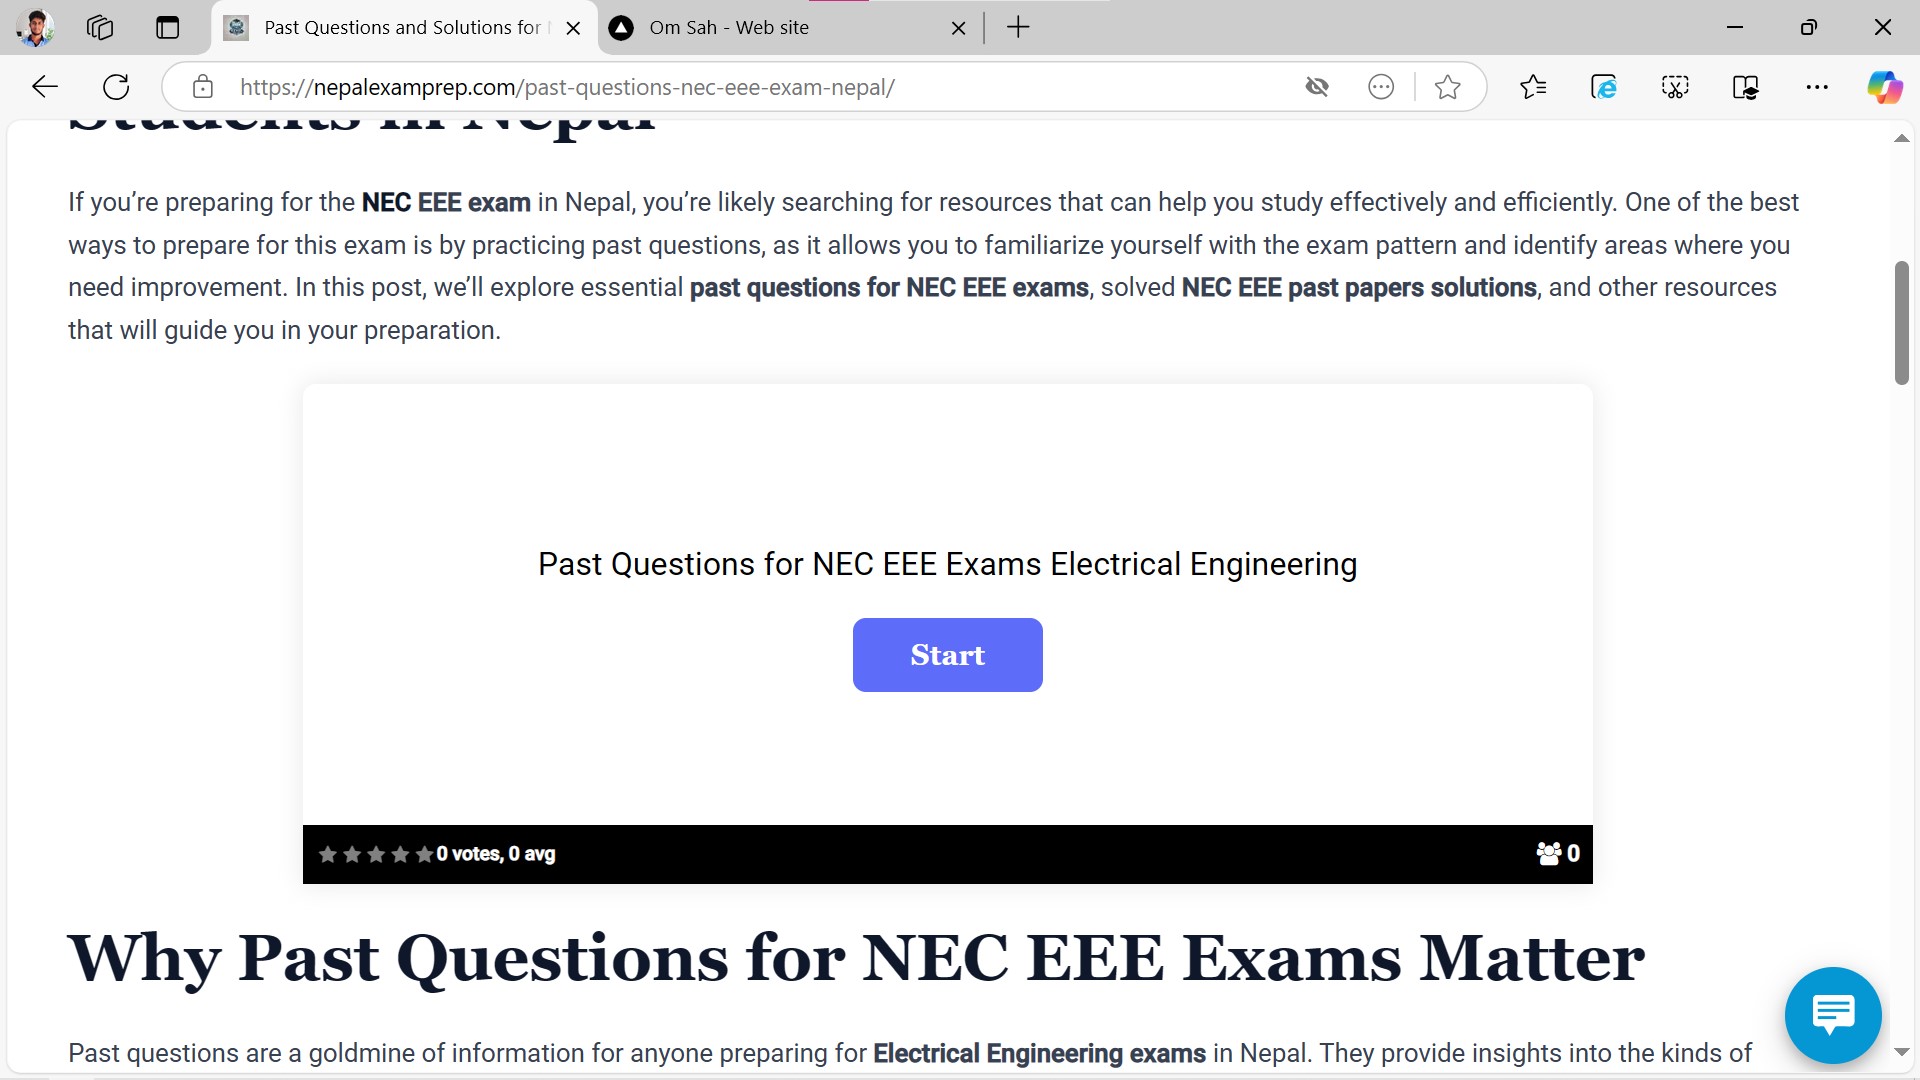 Past Questions and Solutions for
Om Sah - Web site
https://nepalexamprep.com/past-questions-nec-eee-exam-nepal/
Students in Nepal
If you’re preparing for the NEC EEE exam in Nepal, you’re likely searching for resources that can help you study effectively and efficiently. One of the best
ways to prepare for this exam is by practicing past questions, as it allows you to familiarize yourself with the exam pattern and identify areas where you
need improvement. In this post, we’ll explore essential past questions for NEC EEE exams, solved NEC EEE past papers solutions, and other resources
that will guide you in your preparation.
Past Questions for NEC EEE Exams Electrical Engineering
Start
0 votes, 0 avg
0
Why Past Questions for NEC EEE Exams Matter
Past questions are a goldmine of information for anyone preparing for Electrical Engineering exams in Nepal. They provide insights into the kinds of